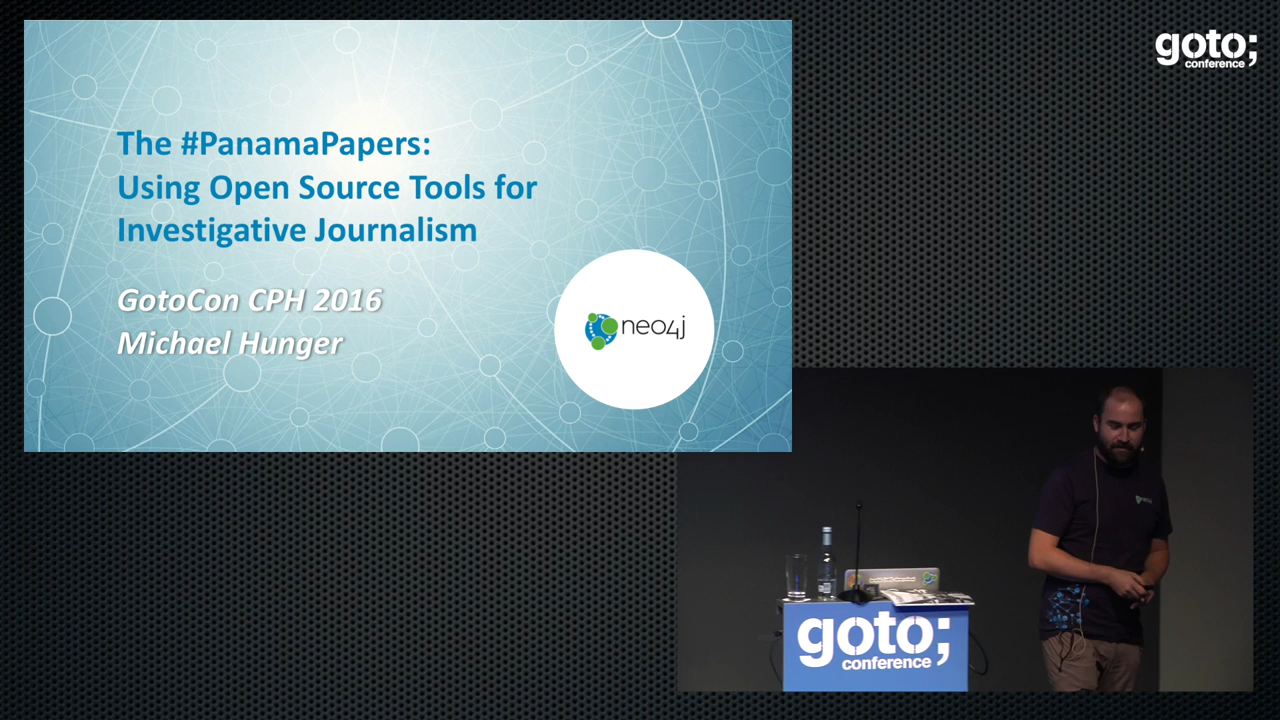 The #PanamaPapers:
Using Open Source Tools for
Investigative Journalism
GotoCon CPH 2016
Michael Hunger
neo4j
goto;
conference
goto;
conference